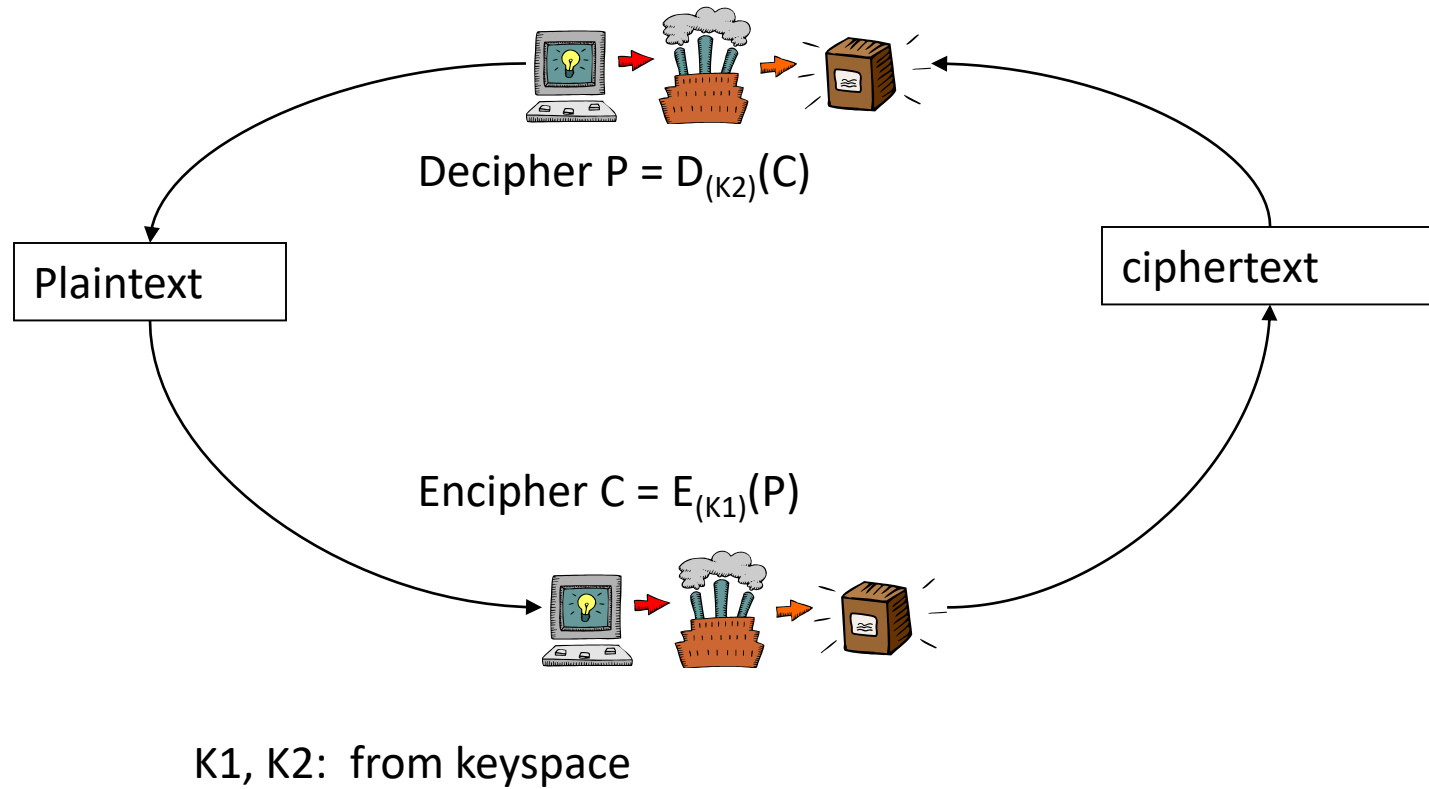 Decipher P = D(K2)(C)
Plaintext
ciphertext
Encipher C = E(K1)(P)
K1, K2: from keyspace